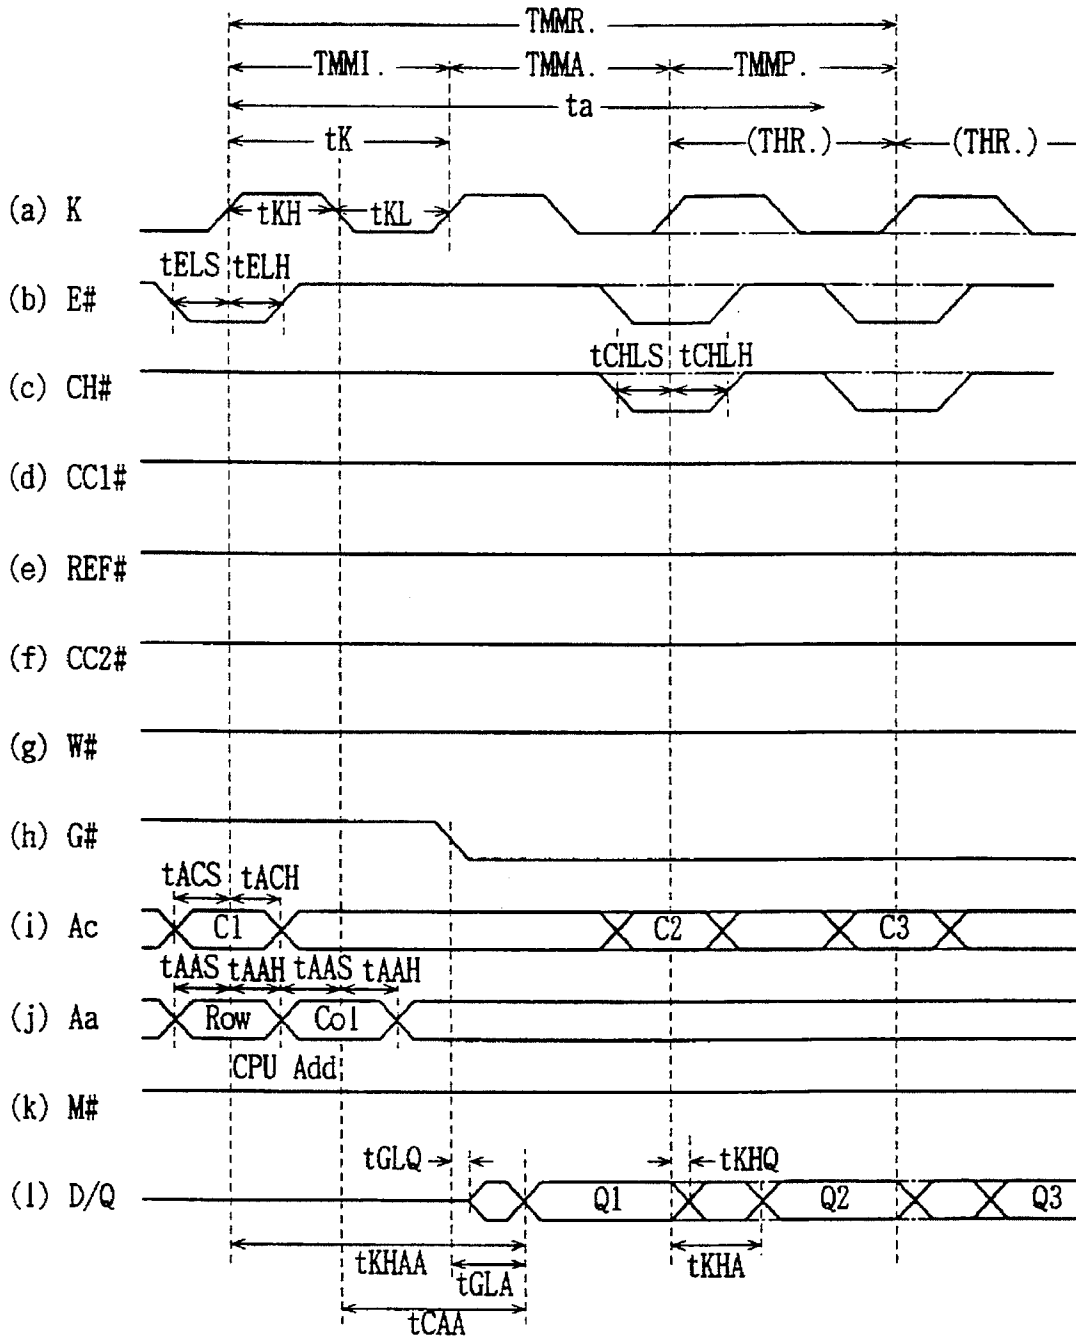 TMMR.
TMMI. TMMA. TMMP.
ta
tK (THR.) (THR.)
(a) K tKH tKL
tELS tELH
(b) E#
tCHLS tCHLH
(c) CH#
(d) CC1#
(e) REF#
(f) CC2#
(g) W#
(h) G#
tACS tACH
(i) Ac C1 C2 C3
tAAS tAAH tAAS tAAH
(j) Aa Row Col
CPU Add
(k) M#
tGLQ tKHQ
(l) D/Q Q1 Q2 Q3
tKHAA tKHA
tGLA
tCAA